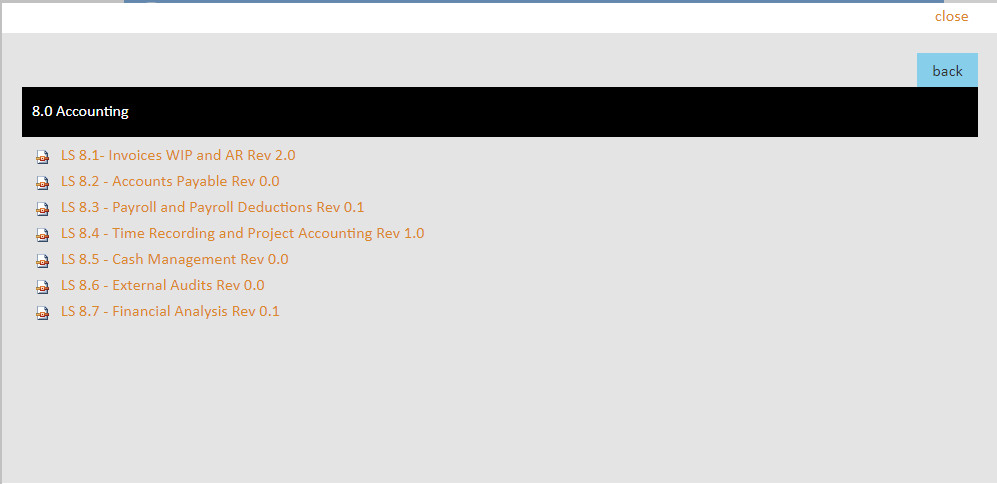 close
back
8.0 Accounting
LS 8.1- Invoices WIP and AR Rev 2.0
LS 8.2 - Accounts Payable Rev 0.0
LS 8.3 - Payroll and Payroll Deductions Rev 0.1
LS 8.4 - Time Recording and Project Accounting Rev 1.0
LS 8.5 - Cash Management Rev 0.0
LS 8.6 - External Audits Rev 0.0
LS 8.7 - Financial Analysis Rev 0.1